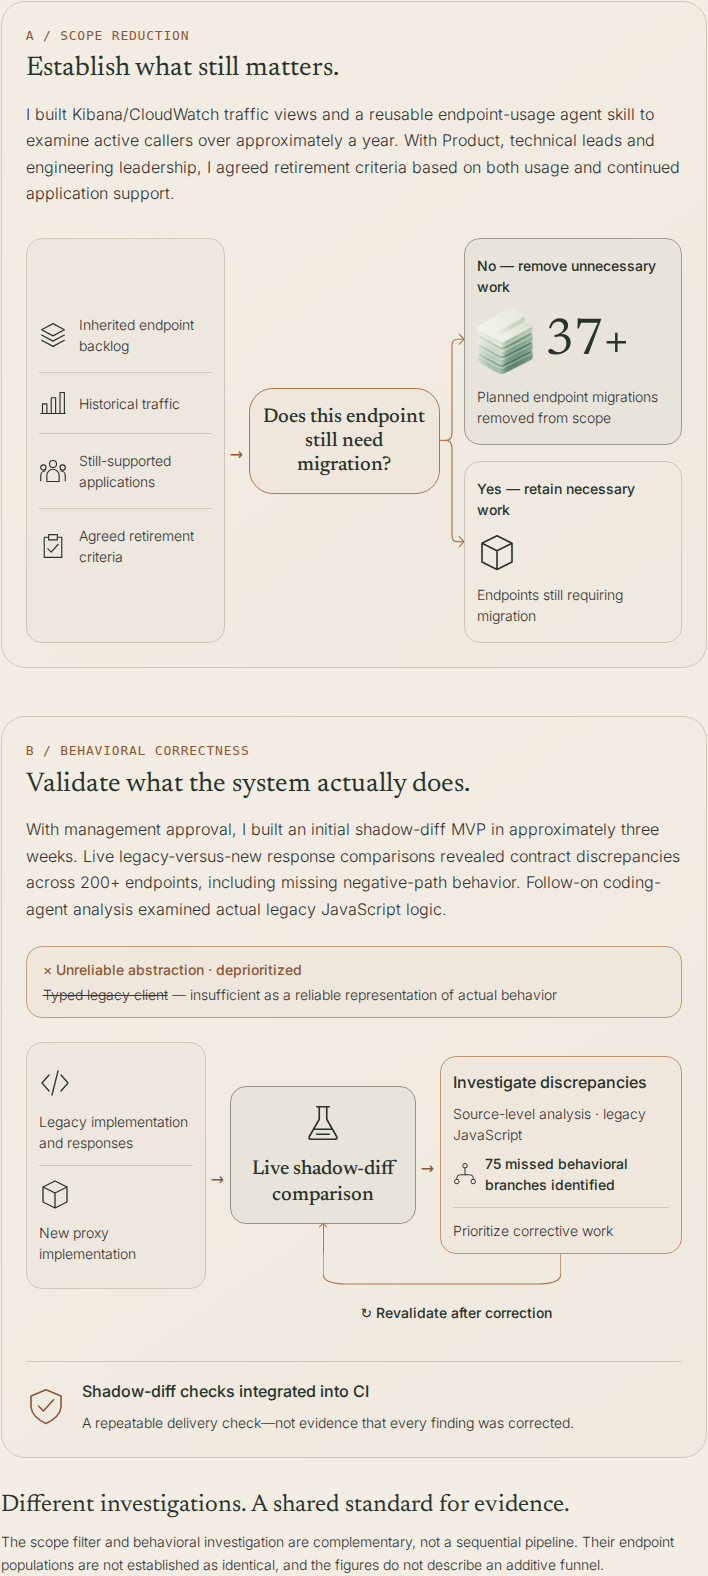 A / SCOPE REDUCTION
Establish what still matters.
I built Kibana/CloudWatch traffic views and a reusable endpoint-usage agent skill to
examine active callers over approximately a year. With Product, technical leads and
engineering leadership, I agreed retirement criteria based on both usage and continued
application support.
Inherited endpoint
backlog
Historical traffic
Still-supported
applications
Agreed retirement
criteria
→
Does this endpoint
still need
migration?
No — remove unnecessary
work
37+
Planned endpoint migrations
removed from scope
Yes — retain necessary
work
Endpoints still requiring
migration
B / BEHAVIORAL CORRECTNESS
Validate what the system actually does.
With management approval, I built an initial shadow-diff MVP in approximately three
weeks. Live legacy-versus-new response comparisons revealed contract discrepancies
across 200+ endpoints, including missing negative-path behavior. Follow-on coding-
agent analysis examined actual legacy JavaScript logic.
× Unreliable abstraction · deprioritized
Typed legacy client — insufficient as a reliable representation of actual behavior
Legacy implementation
and responses
New proxy
implementation
→
Live shadow-diff
comparison
→
Investigate discrepancies
Source-level analysis · legacy
JavaScript
75 missed behavioral
branches identified
Prioritize corrective work
↻ Revalidate after correction
Shadow-diff checks integrated into CI
A repeatable delivery check—not evidence that every finding was corrected.
Different investigations. A shared standard for evidence.
The scope filter and behavioral investigation are complementary, not a sequential pipeline. Their endpoint
populations are not established as identical, and the figures do not describe an additive funnel.